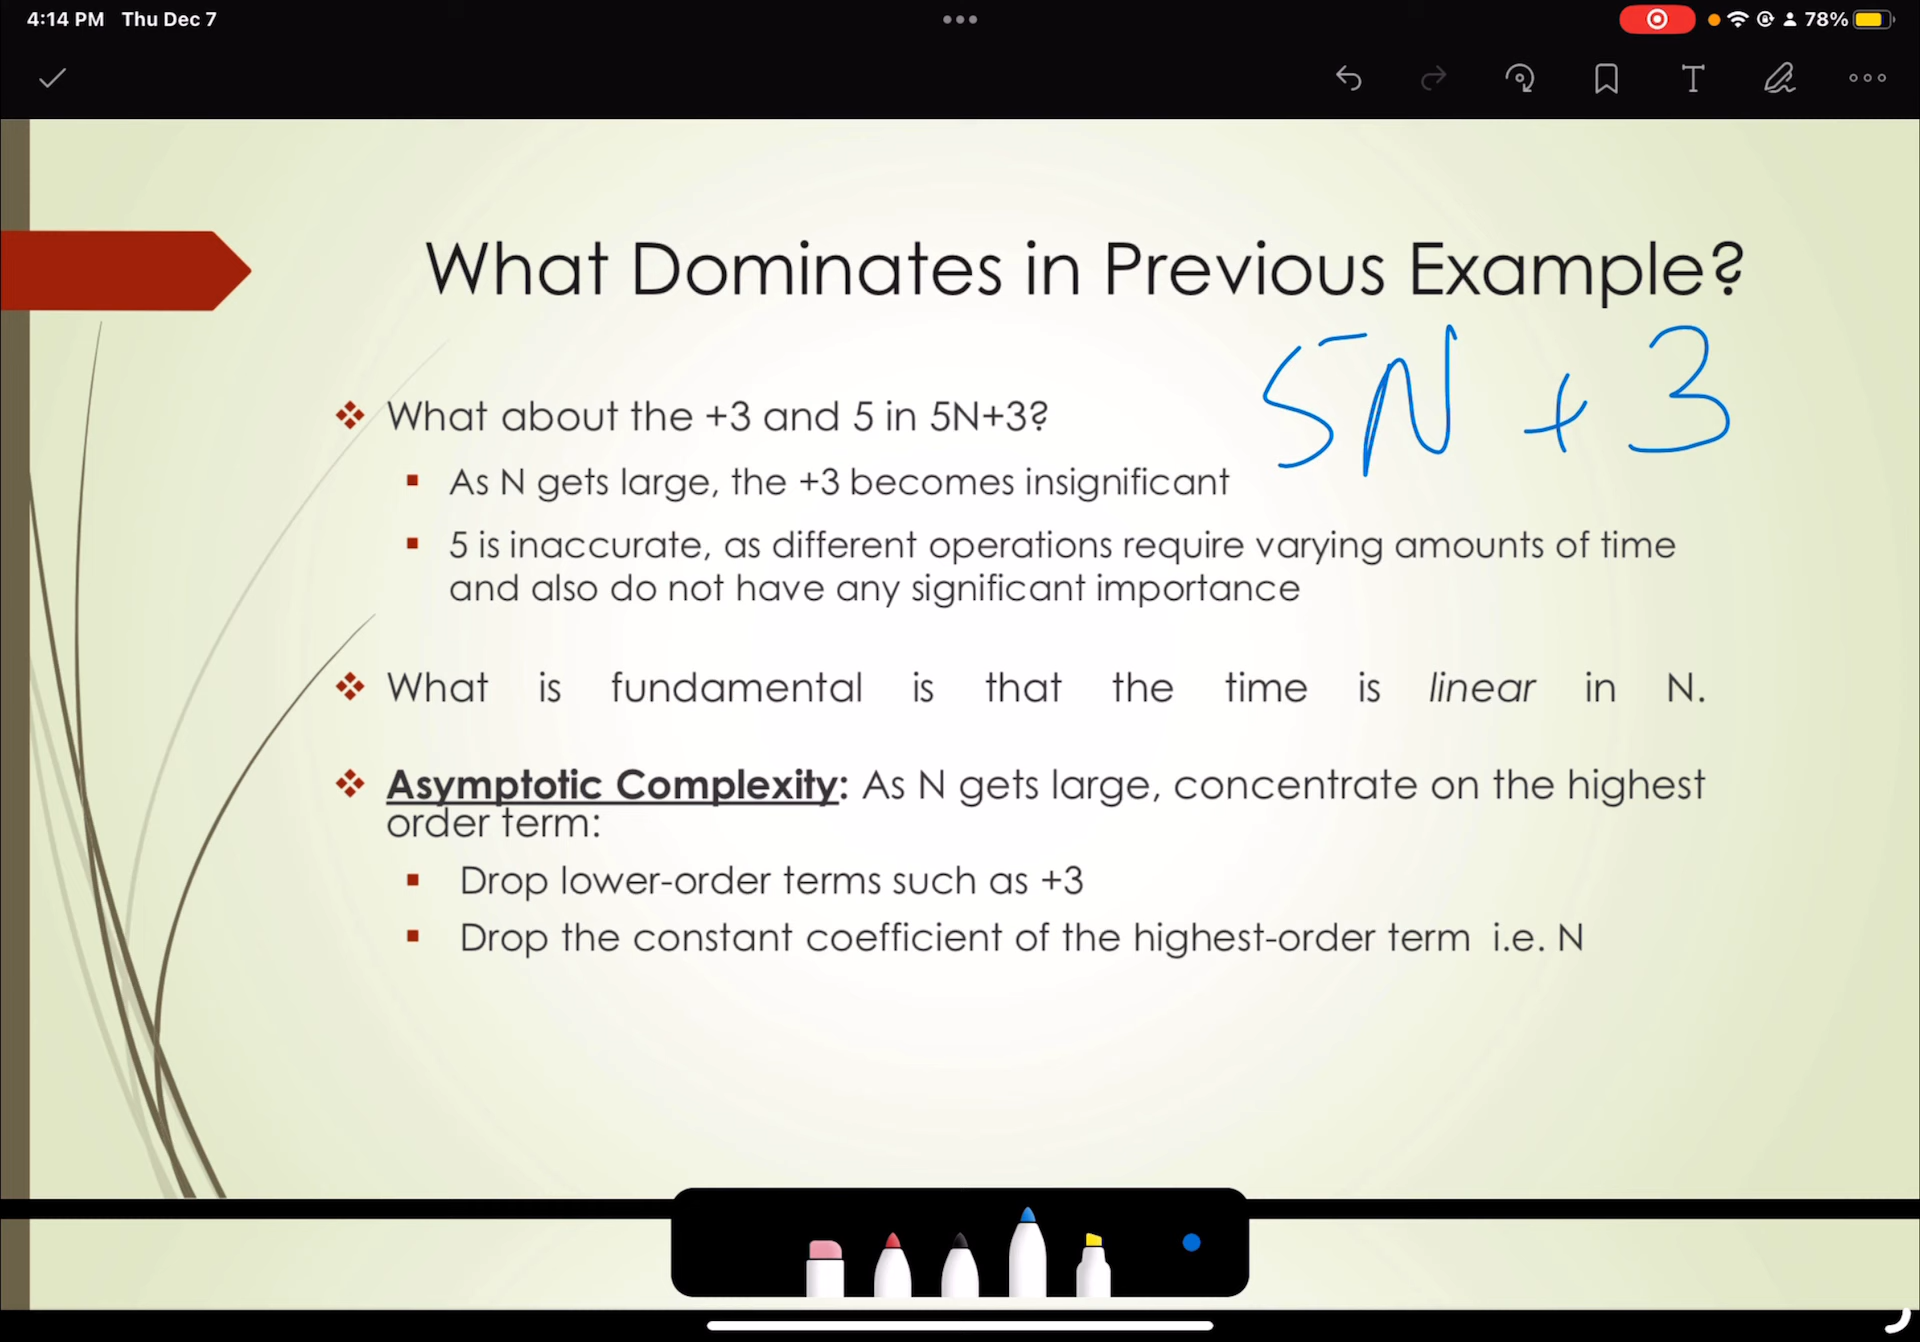 4:14 PM Thu Dec 7
78%
What Dominates in Previous Example?
5N + 3
What about the +3 and 5 in 5N+3?
As N gets large, the +3 becomes insignificant
5 is inaccurate, as different operations require varying amounts of time
and also do not have any significant importance
What is fundamental is that the time is linear in N.
Asymptotic Complexity: As N gets large, concentrate on the highest
order term:
Drop lower-order terms such as +3
Drop the constant coefficient of the highest-order term i.e. N